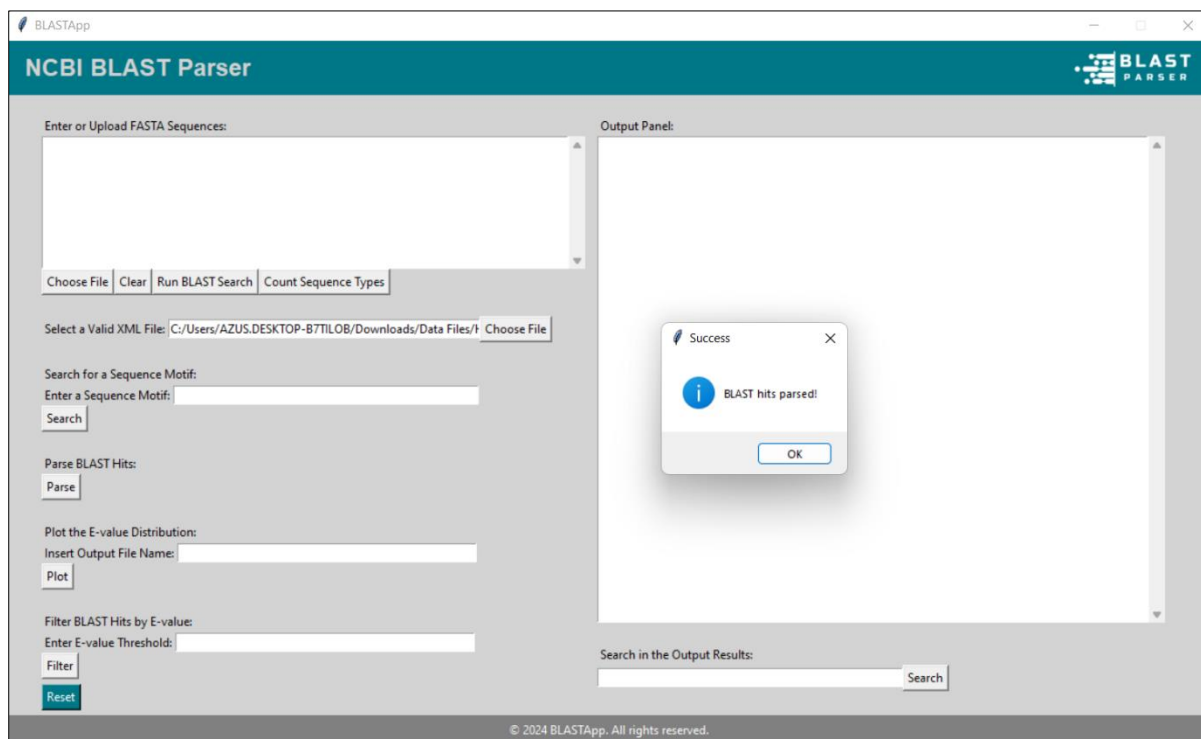 BLASTApp
NCBI BLAST Parser
BLAST
PARSER
Enter or Upload FASTA Sequences:
Choose File Clear Run BLAST Search Count Sequence Types
Select a Valid XML File: C:/Users/AZUS.DESKTOP-B7TILOB/Downloads/Data Files/ Choose File
Search for a Sequence Motif:
Enter a Sequence Motif:
Search
Parse BLAST Hits:
Parse
Plot the E-value Distribution:
Insert Output File Name:
Plot
Filter BLAST Hits by E-value:
Enter E-value Threshold:
Filter
Reset
Output Panel:
Success
i
BLAST hits parsed!
OK
Search in the Output Results:
Search
© 2024 BLASTApp. All rights reserved.